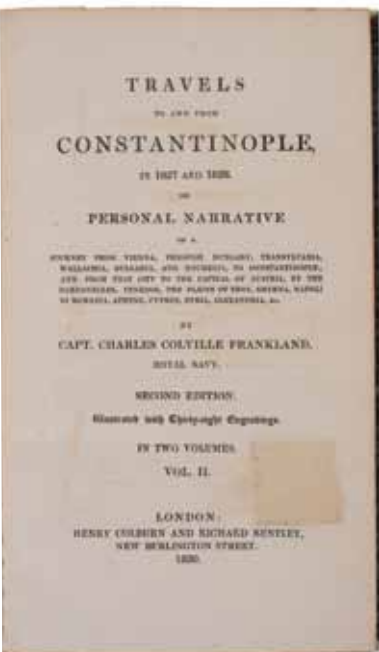 TRAVELS
TO AND FROM
CONSTANTINOPLE,
IN 1827 AND 1828.
OR
PERSONAL NARRATIVE
OF A
JOURNEY FROM VIENNA, THROUGH HUNGARY, TRANSYLVANIA,
WALLACHIA, BULGARIA, AND ROUMELIA, TO CONSTANTINOPLE;
AND FROM THAT CITY TO THE CAPITAL OF AUSTRIA, BY THE
DARDANELLES, TENEDOS, THE PLAINS OF TROY, SMYRNA, NAPOLI
DI ROMANIA, ATHENS, CYPRUS, SYRIA, ALEXANDRIA, &c.
BY
CAPT. CHARLES COLVILLE FRANKLAND,
ROYAL NAVY.
SECOND EDITION.
Illustrated with Thirty-eight Engravings.
IN TWO VOLUMES.
VOL. II.
LONDON:
HENRY COLBURN AND RICHARD BENTLEY,
NEW BURLINGTON STREET.
1830.